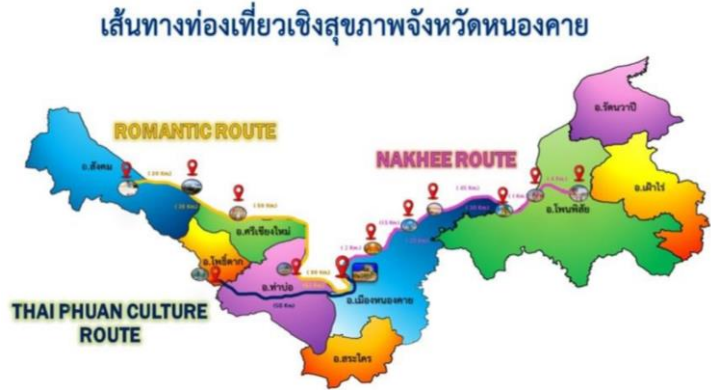 เส้นทางท่องเที่ยวเชิงสุขภาพจังหวัดหนองคาย
ROMANTIC ROUTE
NAKHEE ROUTE
อ.รัตนวาปี
อ.สังคม
อ.เฝ้าไร่
อ.โพนพิสัย
อ.ศรีเชียงใหม่
อ.โพธิ์ตาก
อ.ท่าบ่อ
อ.เมืองหนองคาย
THAI PHUAN CULTURE
ROUTE
อ.สระใคร